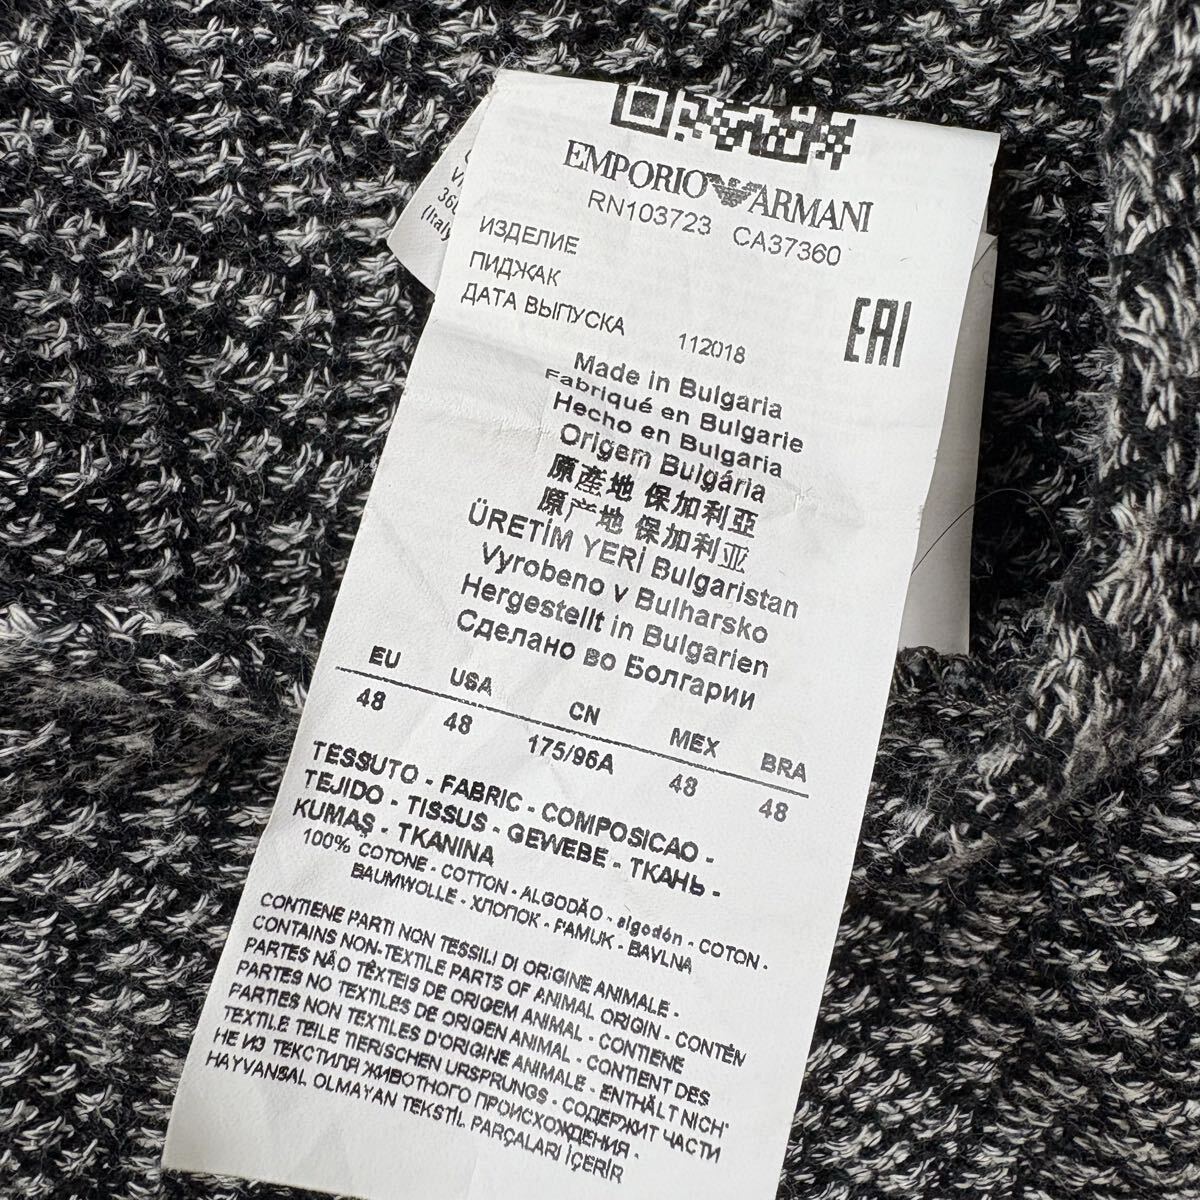 EMPORIO ARMANI
RN103723 CA37360
ИЗДЕЛИЕ
ПИДЖАК
ДАТА ВЫПУСКА 112018
EAC
Made in Bulgaria
Fabriqué en Bulgarie
Hecho en Bulgaria
Origem Bulgária
原產地 保加利亞
原产地 保加利亚
ÜRETİM YERİ Bulgaristan
Vyrobeno v Bulharsko
Hergestellt in Bulgarien
Сделано во Болгарии
EU USA CN MEX BRA
48 48 175/96A 48 48
TESSUTO - FABRIC - COMPOSICAO -
TEJIDO - TISSUS - GEWEBE - ТКАНЬ -
KUMAŞ - TKANINA
100% COTONE - COTTON - ALGODÃO - algodón - COTON -
BAUMWOLLE - ХЛОПОК - PAMUK - BAVLNA
CONTIENE PARTI NON TESSILI DI ORIGINE ANIMALE -
CONTAINS NON-TEXTILE PARTS OF ANIMAL ORIGIN - CONTÉN
PARTES NÃO TÊXTEIS DE ORIGEM ANIMAL - CONTIENE
PARTES NO TEXTILES DE ORIGEN ANIMAL - CONTIENT DES
PARTIES NON TEXTILES D'ORIGINE ANIMALE - ENTHÄLT NICH'
TEXTILE TEILE TIERISCHEN URSPRUNGS - СОДЕРЖИТ ЧАСТИ
НЕ ИЗ ТЕКСТИЛЯ ЖИВОТНОГО ПРОИСХОЖДЕНИЯ -
HAYVANSAL OLMAYAN TEKSTİL PARÇALARI İÇERİR
(Italy